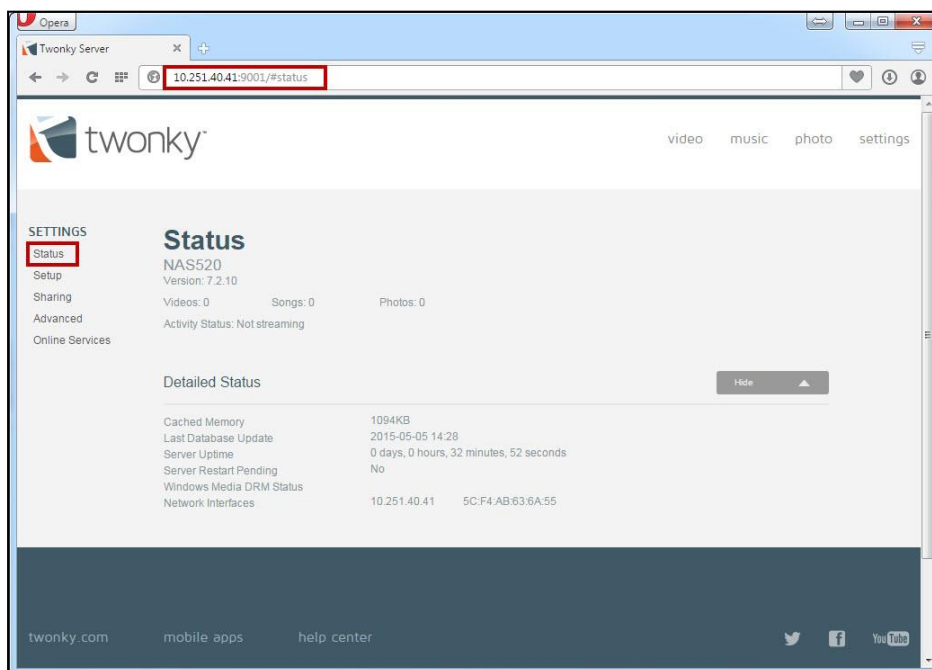 Opera
Twonky Server
10.251.40.41:9001/#status
twonky
video music photo settings
SETTINGS
Status
Setup
Sharing
Advanced
Online Services
Status
NAS520
Version: 7.2.10
Videos: 0 Songs: 0 Photos: 0
Activity Status: Not streaming
Detailed Status Hide
Cached Memory 1094KB
Last Database Update 2015-05-05 14:28
Server Uptime 0 days, 0 hours, 32 minutes, 52 seconds
Server Restart Pending No
Windows Media DRM Status
Network Interfaces 10.251.40.41 5C:F4:AB:63:6A:55
twonky.com mobile apps help center You Tube